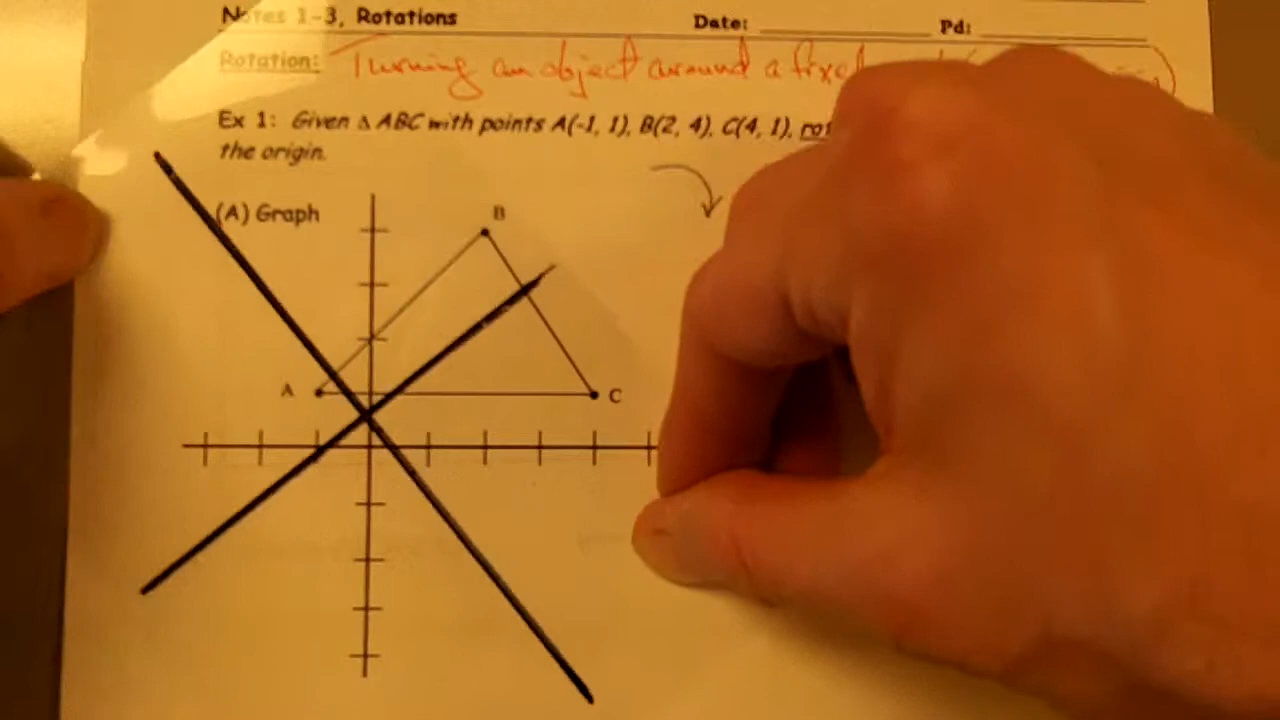 Notes 1-3, Rotations Date: Pd:
Rotation: Turning an object around a fixed
Ex 1: Given Δ ABC with points A(-1, 1), B(2, 4), C(4, 1),
the origin.
(A) Graph
B
A
C